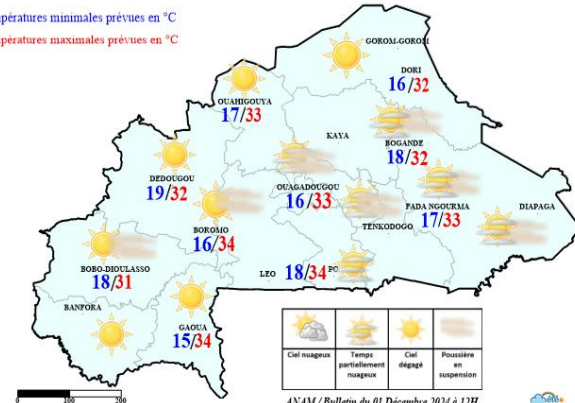 pératures minimales prévues en °C
pératures maximales prévues en °C
GOROM-GOROM
DORI
16/32
OUAHIGOUYA
17/33
KAYA
BOGANDE
18/32
DEDOUGOU
19/32
OUAGADOUGOU
16/33
FADA NGOURMA
17/33
DIAPAGA
BOROMO
16/34
TENKODOGO
BOBO-DIOULASSO
18/31
LEO
18/34
PO
BANFORA
GAOUA
15/34
Ciel nuageux
Temps partiellement nuageux
Ciel dégagé
Poussière en suspension
0 100 200
ANAM / Bulletin du 01 Décembre 2024 à 12H